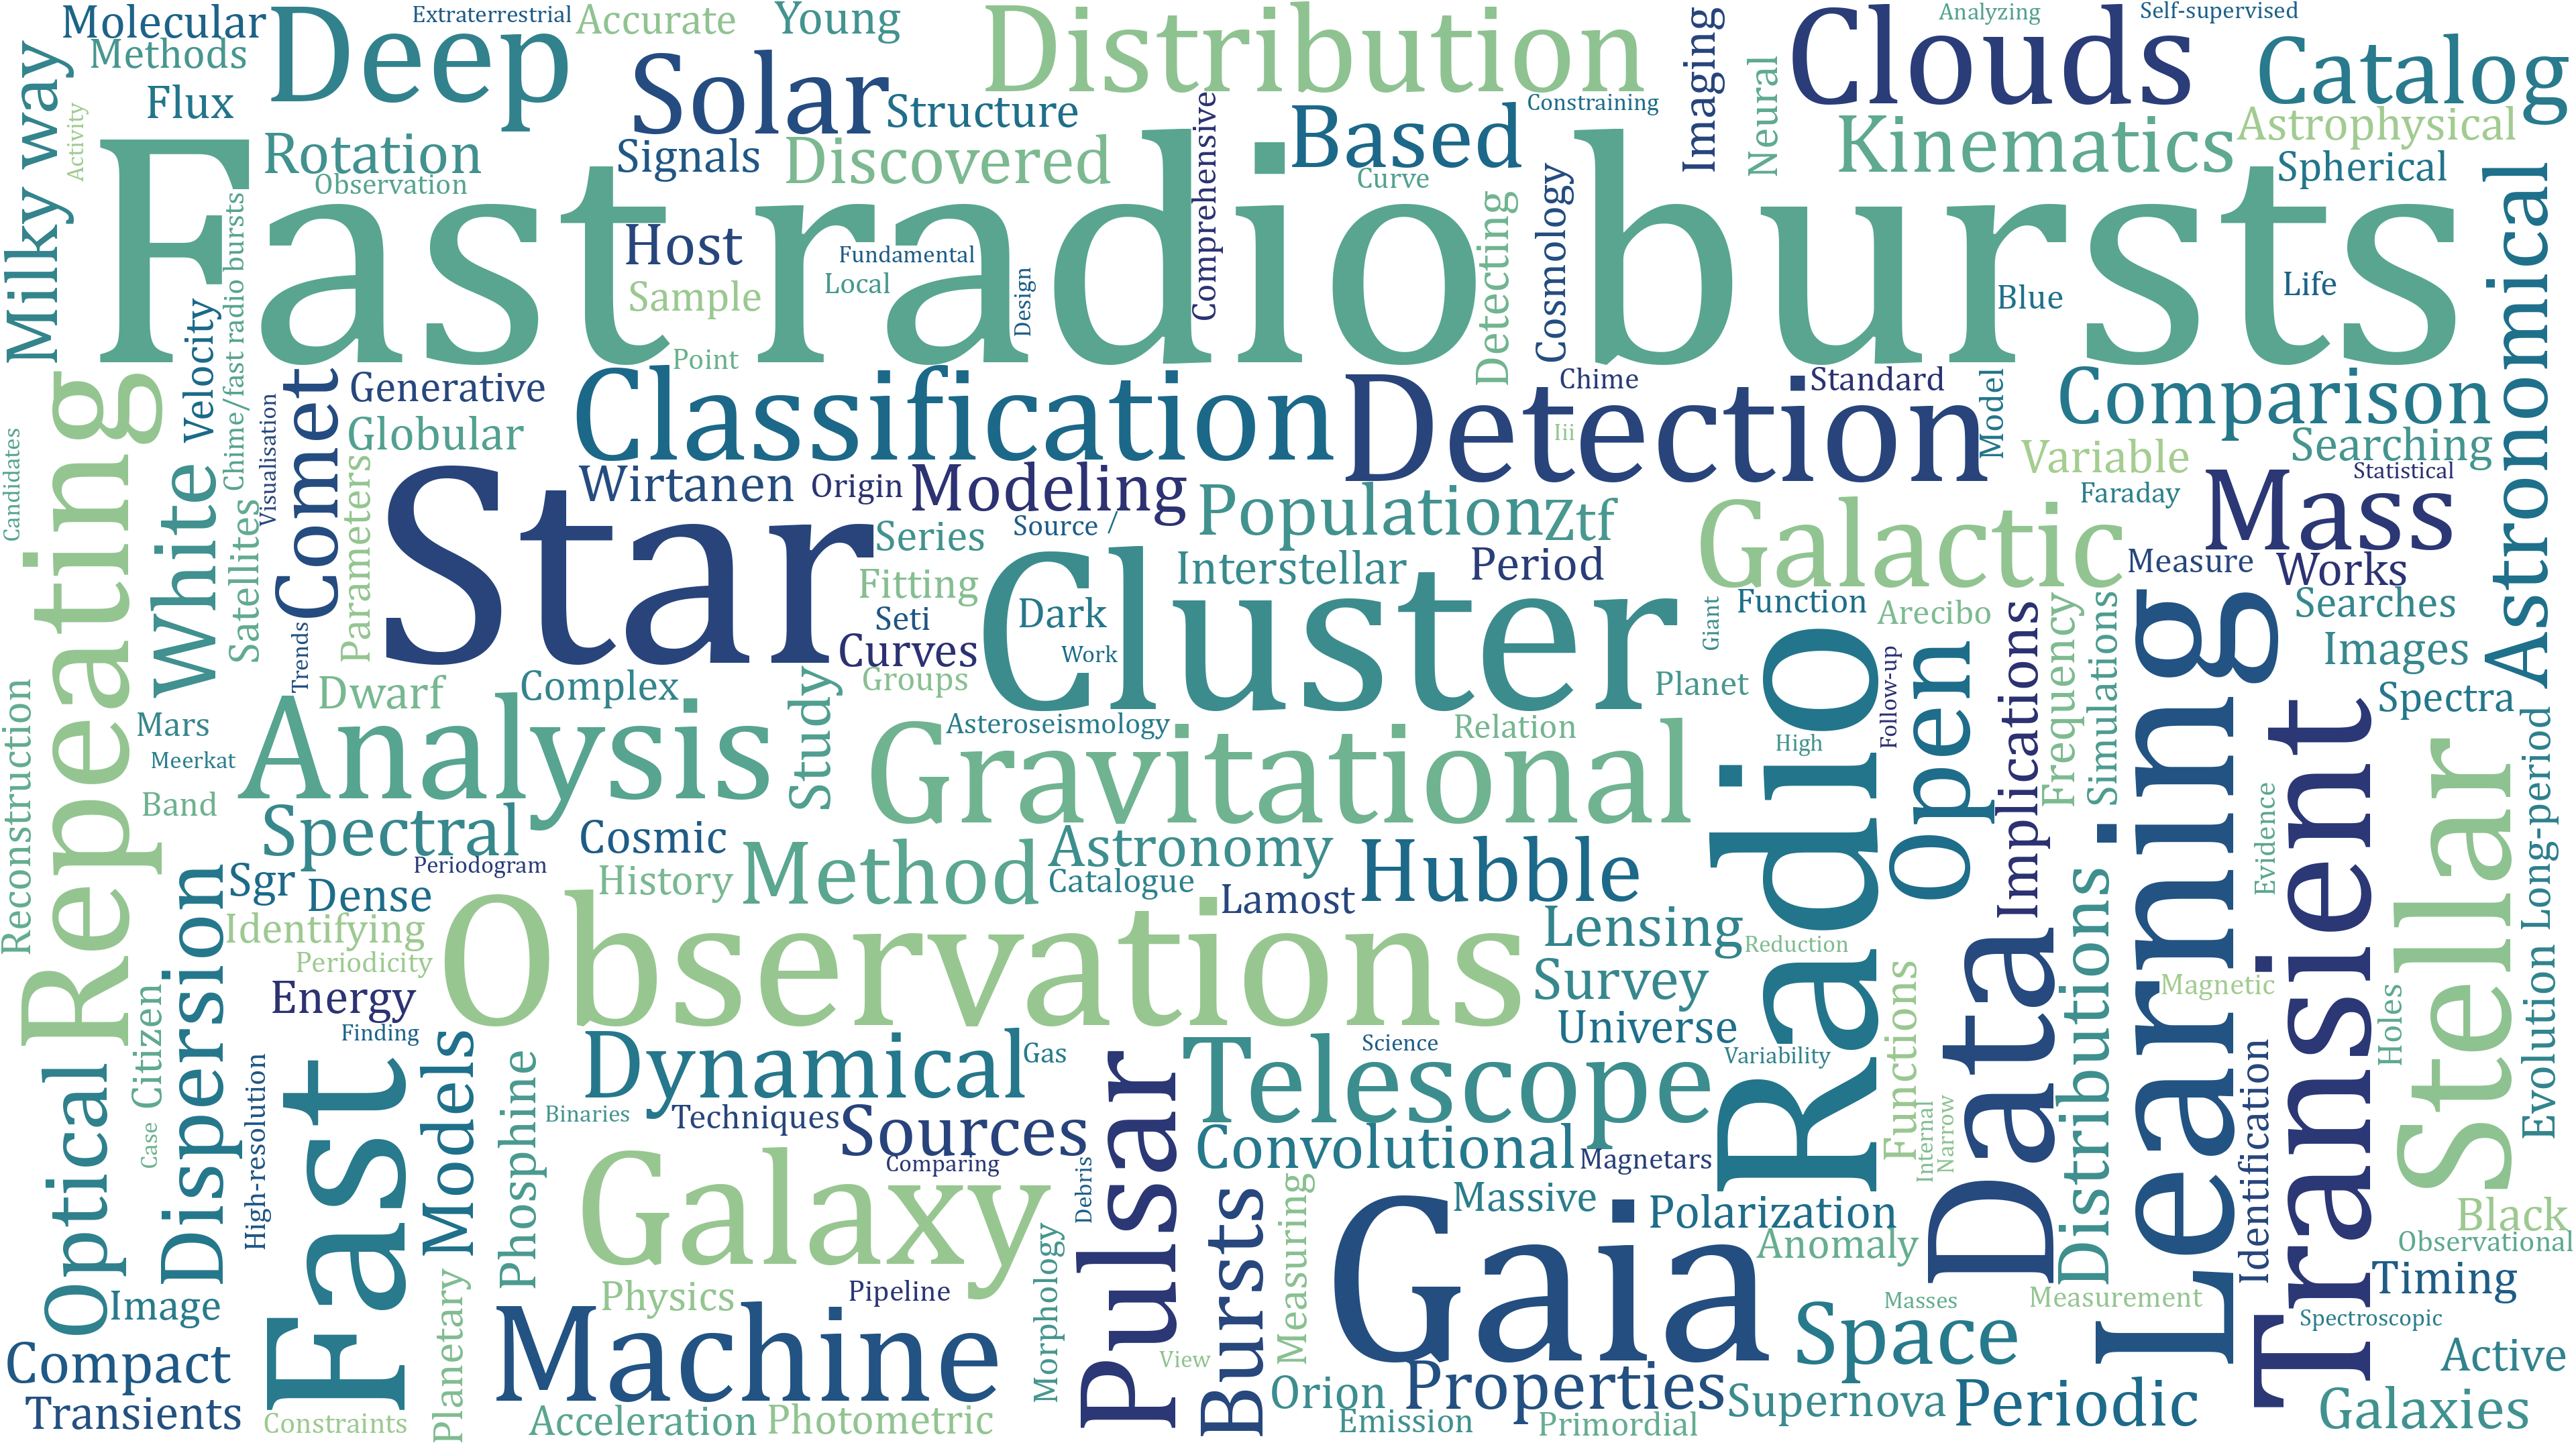 Molecular
Extraterrestrial
Accurate
Young
Distribution
Imaging
Clouds
Analyzing
Self-supervised
Catalog
Methods
Deep
Solar
Flux
Structure
Based
Constraining
Neural
Kinematics
Astrophysical
Milky way
Activity
Rotation
Signals
Discovered
Comprehensive
Curve
Spherical
Observation
Fast radio bursts
Host
Fundamental
Sample
Local
Design
Detecting
Cosmology
Blue
Life
Astronomical
Point
Velocity
Chime/fast radio bursts
Repeating
Comet
Generative
Classification
Detection
Chime
Standard
Model
Comparison
Globular
Iii
Variable
Searching
Candidates
White
Visualisation
Parameters
Star
Wirtanen
Origin
Modeling
Population
Ztf
Galactic
Faraday
Statistical
Mass
Satellites
Series
Source /
Interstellar
Period
Measure
Works
Fitting
Cluster
Function
Arecibo
Searches
Trends
Seti
Dark
Giant
Implications
Frequency
Simulations
Images
Curves
Work
Radio
Open
Follow-up
Dwarf
Complex
Study
Groups
Planet
Spectra
Reconstruction
Mars
Analysis
Asteroseismology
Relation
High
Meerkat
Gravitational
Learning.
Transient
Stellar
Long-period
Band
Spectral
Cosmic
Astronomy
Hubble
Evidence
Periodogram
Method
Sgr
Dense
History
Catalogue
Lamost
Dispersion
Identifying
Observations
Lensing
Reduction
Data
Distributions
Periodicity
Survey
Functions
Magnetic
Holes
Evolution
Energy
Universe
Optical
Citizen
Finding
Models
Dynamical
Gas
Telescope
Science
Variability
High-resolution
Fast
Phosphine
Binaries
Techniques
Sources
Pulsar
Convolutional
Magnetars
Internal
Narrow
Identification
Case
Comparing
Debris
Galaxy
Bursts
Measuring
Massive
Polarization
Black
Morphology
Gaia
Anomaly
Observational
Image
Planetary
Physics
Pipeline
Space
Masses
Measurement
Timing
Spectroscopic
Compact
Machine
View
Active
Transients
Constraints
Acceleration
Photometric
Orion
Properties
Emission
Primordial
Supernova
Periodic
Galaxies